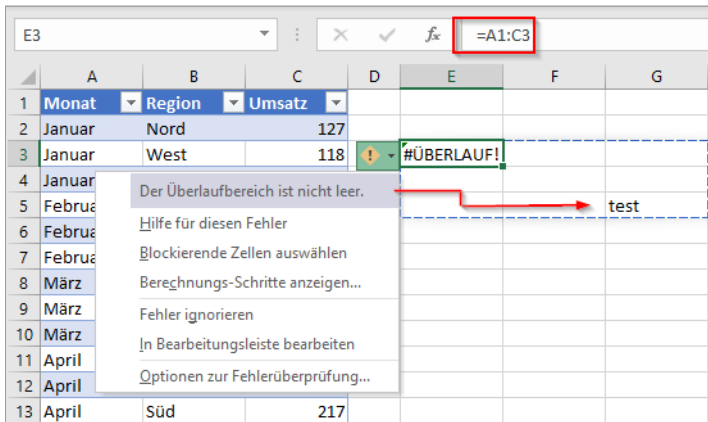 E3 fx =A1:C3
A B C D E F G
1 Monat Region Umsatz
2 Januar Nord 127
3 Januar West 118 #ÜBERLAUF!
4 Januar
Der Überlaufbereich ist nicht leer.
5 Februa test
Hilfe für diesen Fehler
6 Februa
Blockierende Zellen auswählen
7 Februa
Berechnungs-Schritte anzeigen...
8 März
Fehler ignorieren
9 März
In Bearbeitungsleiste bearbeiten
10 März
11 April
Optionen zur Fehlerüberprüfung...
12 April
13 April Süd 217